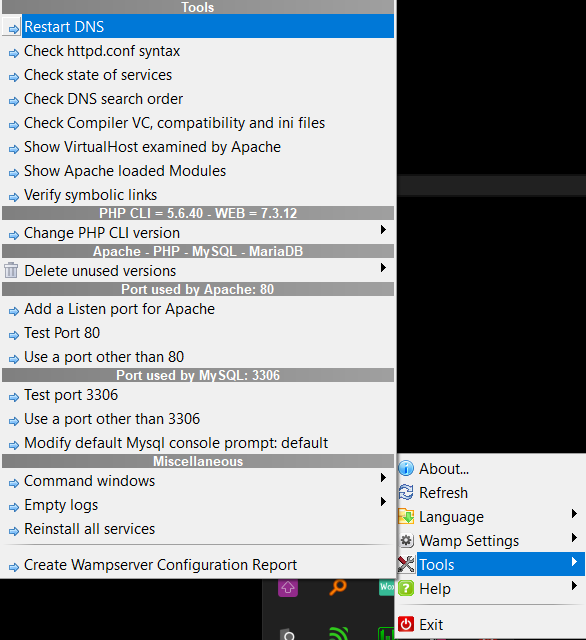 Tools
Restart DNS
Check httpd.conf syntax
Check state of services
Check DNS search order
Check Compiler VC, compatibility and ini files
Show VirtualHost examined by Apache
Show Apache loaded Modules
Verify symbolic links
PHP CLI = 5.6.40 - WEB = 7.3.12
Change PHP CLI version
Apache - PHP - MySQL - MariaDB
Delete unused versions
Port used by Apache: 80
Add a Listen port for Apache
Test Port 80
Use a port other than 80
Port used by MySQL: 3306
Test port 3306
Use a port other than 3306
Modify default Mysql console prompt: default
Miscellaneous
Command windows
Empty logs
Reinstall all services
Create Wampserver Configuration Report
About...
Refresh
Language
Wamp Settings
Tools
Help
Exit